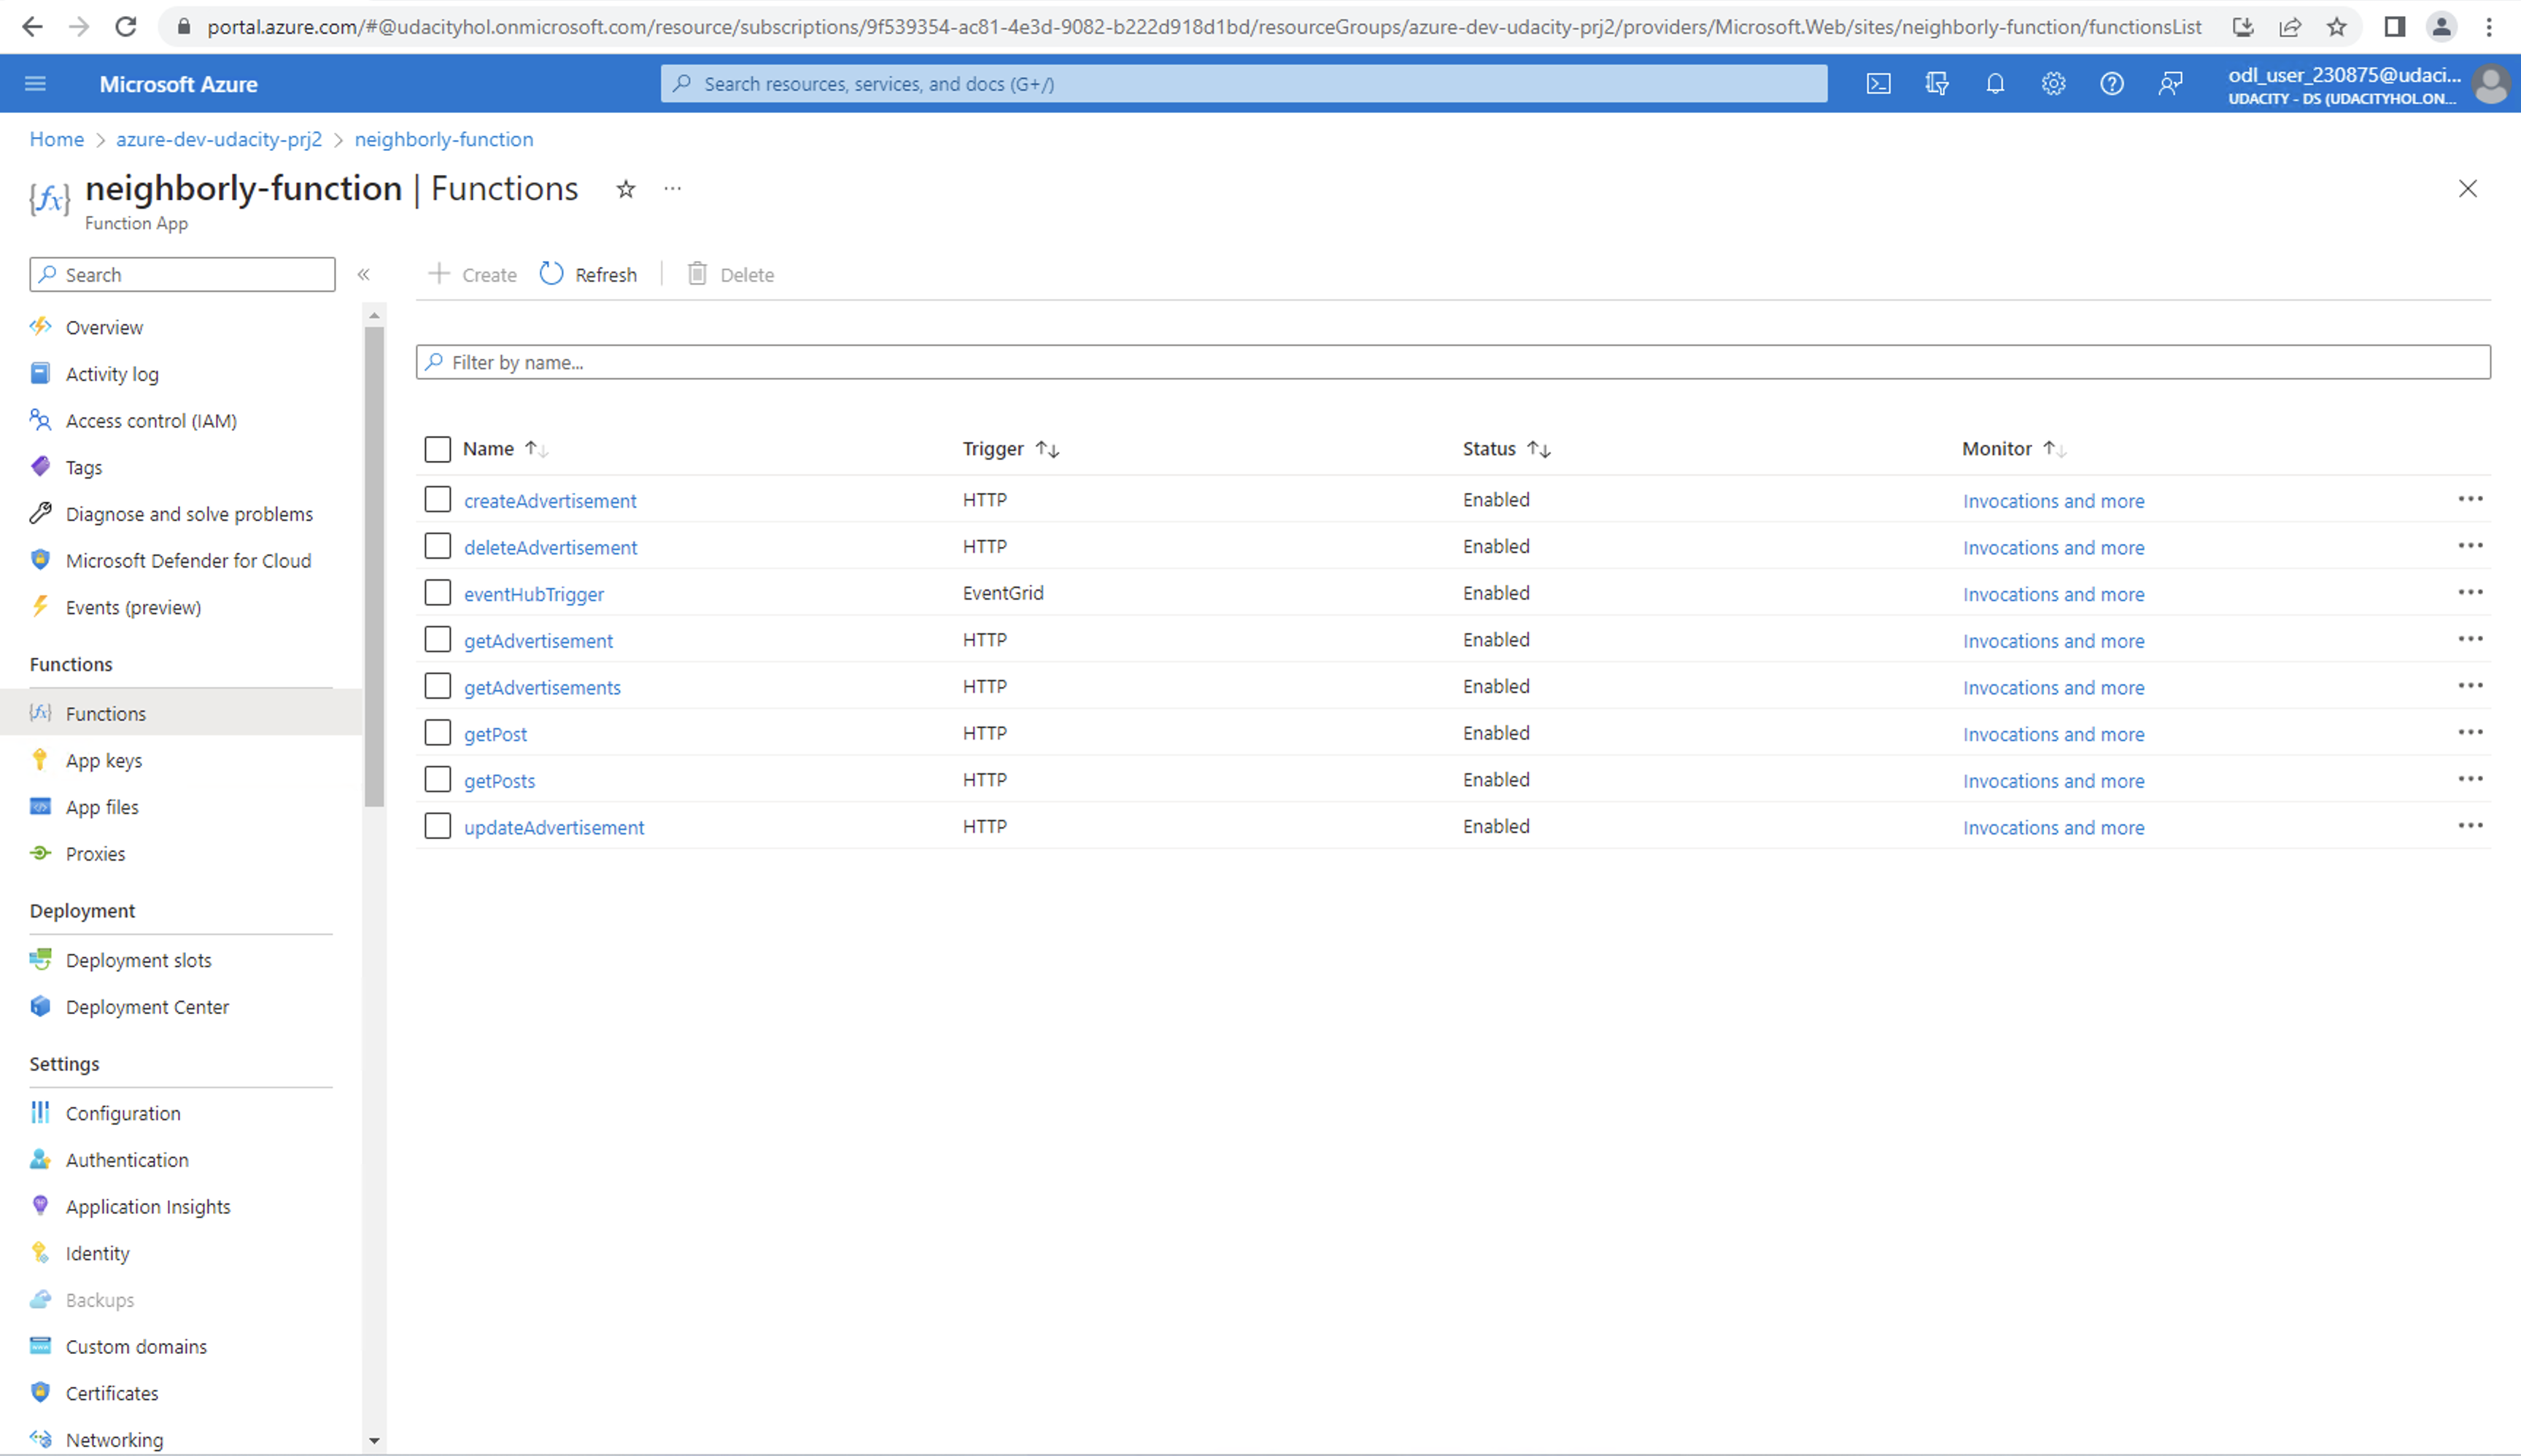 portal.azure.com/#@udacityhol.onmicrosoft.com/resource/subscriptions/9f539354-ac81-4e3d-9082-b222d918d1bd/resourceGroups/azure-dev-udacity-prj2/providers/Microsoft.Web/sites/neighborly-function/functionsList
Microsoft Azure
Search resources, services, and docs (G+/)
odl_user_230875@udaci...
UDACITY - DS (UDACITYHOL.ON...
Home > azure-dev-udacity-prj2 > neighborly-function
neighborly-function | Functions
Function App
Search
Create Refresh Delete
Filter by name...
Overview
Activity log
Access control (IAM)
Tags
Diagnose and solve problems
Microsoft Defender for Cloud
Events (preview)
Functions
Functions
App keys
App files
Proxies
Deployment
Deployment slots
Deployment Center
Settings
Configuration
Authentication
Application Insights
Identity
Backups
Custom domains
Certificates
Networking
Name Trigger Status Monitor
createAdvertisement HTTP Enabled Invocations and more
deleteAdvertisement HTTP Enabled Invocations and more
eventHubTrigger EventGrid Enabled Invocations and more
getAdvertisement HTTP Enabled Invocations and more
getAdvertisements HTTP Enabled Invocations and more
getPost HTTP Enabled Invocations and more
getPosts HTTP Enabled Invocations and more
updateAdvertisement HTTP Enabled Invocations and more